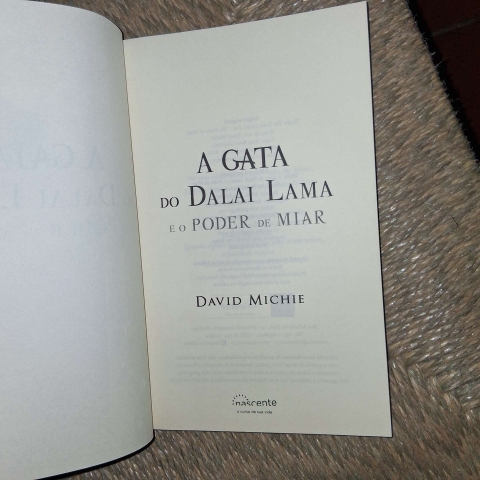 A GATA
DO DALAI LAMA
E O PODER DE MIAR
DAVID MICHIE
nascente